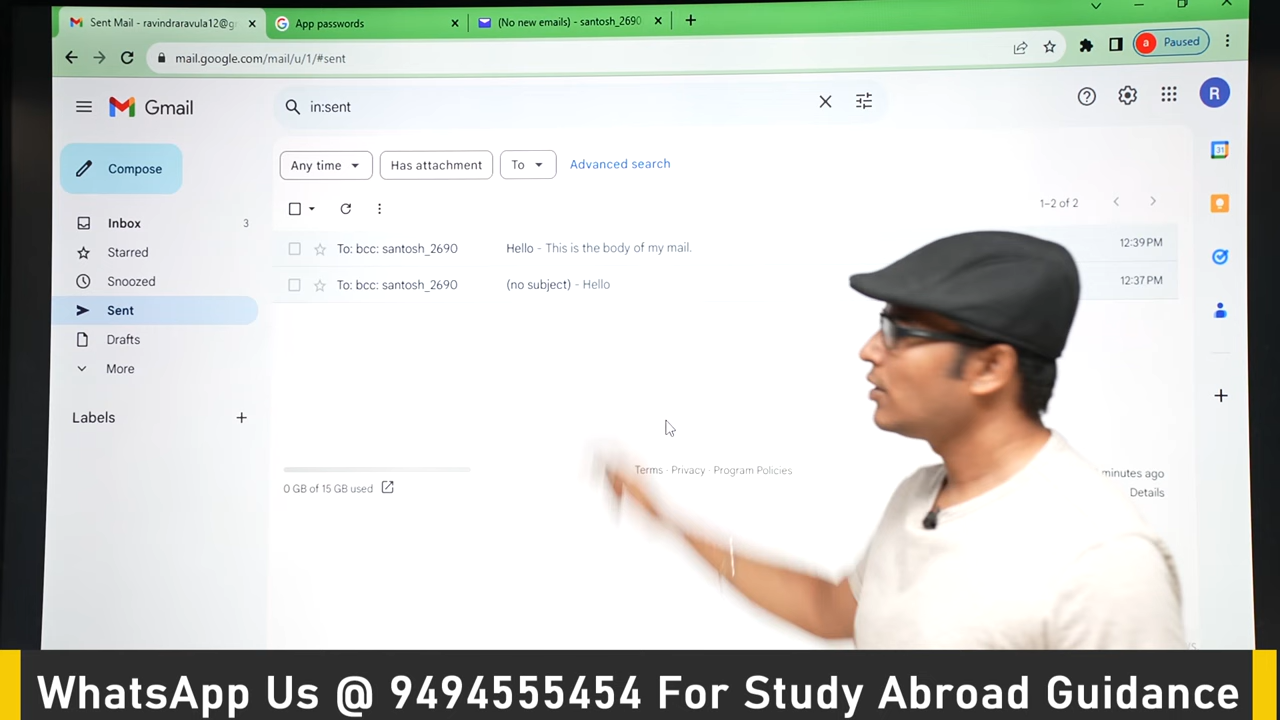 Sent Mail - ravindraravula12@g
App passwords
(No new emails) - santosh_2690
mail.google.com/mail/u/1/#sent
a Paused
Gmail
in:sent
R
Compose
Any time
Has attachment
To
Advanced search
31
1–2 of 2
Inbox 3
Starred
Snoozed
Sent
Drafts
More
Labels
To: bcc: santosh_2690 Hello - This is the body of my mail. 12:39 PM
To: bcc: santosh_2690 (no subject) - Hello 12:37 PM
Terms · Privacy · Program Policies
0 GB of 15 GB used
minutes ago
Details
WhatsApp Us @ 9494555454 For Study Abroad Guidance